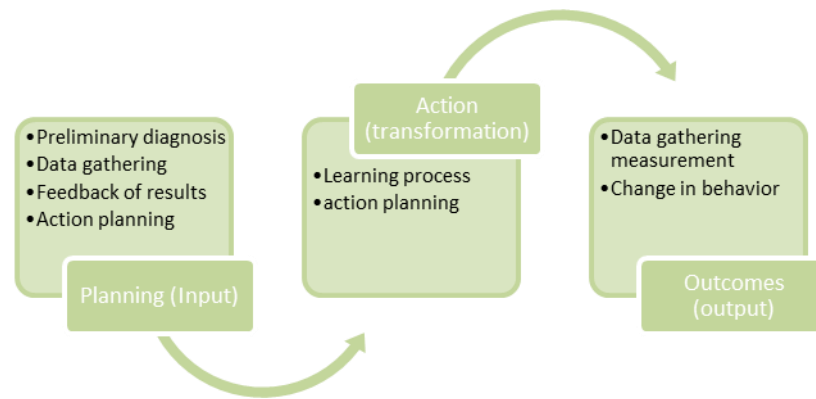 •Preliminary diagnosis
•Data gathering
•Feedback of results
•Action planning
Planning (Input)
Action
(transformation)
•Learning process
•action planning
•Data gathering
measurement
•Change in behavior
Outcomes
(output)